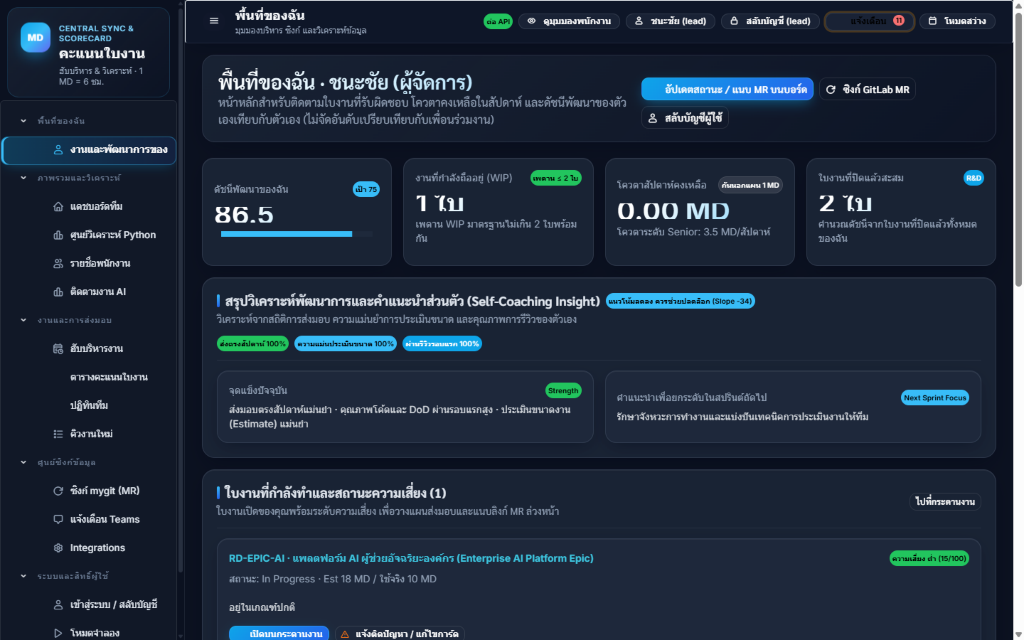 MD
CENTRAL SYNC &
SCORECARD
คะแนนใบงาน
ฮับบริหาร & วิเคราะห์ · 1
MD = 6 ชม.
พื้นที่ของฉัน
งานและพัฒนาการของ
ภาพรวมและวิเคราะห์
แดชบอร์ดทีม
ศูนย์วิเคราะห์ Python
รายชื่อพนักงาน
ติดตามงาน AI
งานและการส่งมอบ
ฮับบริหารงาน
ตารางคะแนนใบงาน
ปฏิทินทีม
คิวงานใหม่
ศูนย์ซิงก์ข้อมูล
ซิงก์ mygit (MR)
แจ้งเตือน Teams
Integrations
ระบบและสิทธิ์ผู้ใช้
เข้าสู่ระบบ / สลับบัญชี
โหมดจำลอง
พื้นที่ของฉัน
มุมมองบริหาร ซิงก์ และวิเคราะห์ข้อมูล
ต่อ API
ดูมุมมองพนักงาน
ชนะชัย (lead)
สลับบัญชี (lead)
แจ้งเตือน 11
โหมดสว่าง
พื้นที่ของฉัน · ชนะชัย (ผู้จัดการ)
หน้าหลักสำหรับติดตามใบงานที่รับผิดชอบ โควตาคงเหลือในสัปดาห์ และดัชนีพัฒนาของตัว
เองเทียบกับตัวเอง (ไม่จัดอันดับเปรียบเทียบกับเพื่อนร่วมงาน)
อัปเดตสถานะ / แนบ MR บนบอร์ด
ซิงก์ GitLab MR
สลับบัญชีผู้ใช้
ดัชนีพัฒนาของฉัน
เป้า 75
86.5
งานที่กำลังถืออยู่ (WIP)
เพดาน ≤ 2 ใบ
1 ใบ
เพดาน WIP มาตรฐานไม่เกิน 2 ใบพร้อม
กัน
โควตาสัปดาห์คงเหลือ
กันนอกแผน 1 MD
0.00 MD
โควตาระดับ Senior: 3.5 MD/สัปดาห์
ใบงานที่ปิดแล้วสะสม
R&D
2 ใบ
คำนวณดัชนีจากใบงานที่ปิดแล้วทั้งหมด
ของฉัน
สรุปวิเคราะห์พัฒนาการและคำแนะนำส่วนตัว (Self-Coaching Insight)
แนวโน้มลดลง ควรช่วยปลดล็อก (Slope -34)
วิเคราะห์จากสถิติการส่งมอบ ความแม่นยำการประเมินขนาด และคุณภาพการรีวิวของตัวเอง
ส่งตรงสัปดาห์ 100%
ความแม่นประเมินขนาด 100%
ผ่านรีวิวรอบแรก 100%
จุดแข็งปัจจุบัน
Strength
ส่งมอบตรงสัปดาห์แม่นยำ · คุณภาพโค้ดและ DoD ผ่านรอบแรกสูง · ประเมินขนาดงาน
(Estimate) แม่นยำ
คำแนะนำเพื่อยกระดับในสปรินต์ถัดไป
Next Sprint Focus
รักษาจังหวะการทำงานและแบ่งปันเทคนิคการประเมินงานให้ทีม
ใบงานที่กำลังทำและสถานะความเสี่ยง (1)
ใบงานเปิดของคุณพร้อมระดับความเสี่ยง เพื่อวางแผนส่งมอบและแนบลิงก์ MR ล่วงหน้า
ไปที่กระดานงาน
RD-EPIC-AI · แพลตฟอร์ม AI ผู้ช่วยอัจฉริยะองค์กร (Enterprise AI Platform Epic)
ความเสี่ยง ต่ำ (15/100)
สถานะ: In Progress · Est 18 MD / ใช้จริง 10 MD
อยู่ในเกณฑ์ปกติ
เปิดบนกระดานงาน
แจ้งติดปัญหา / แก้ไขการ์ด